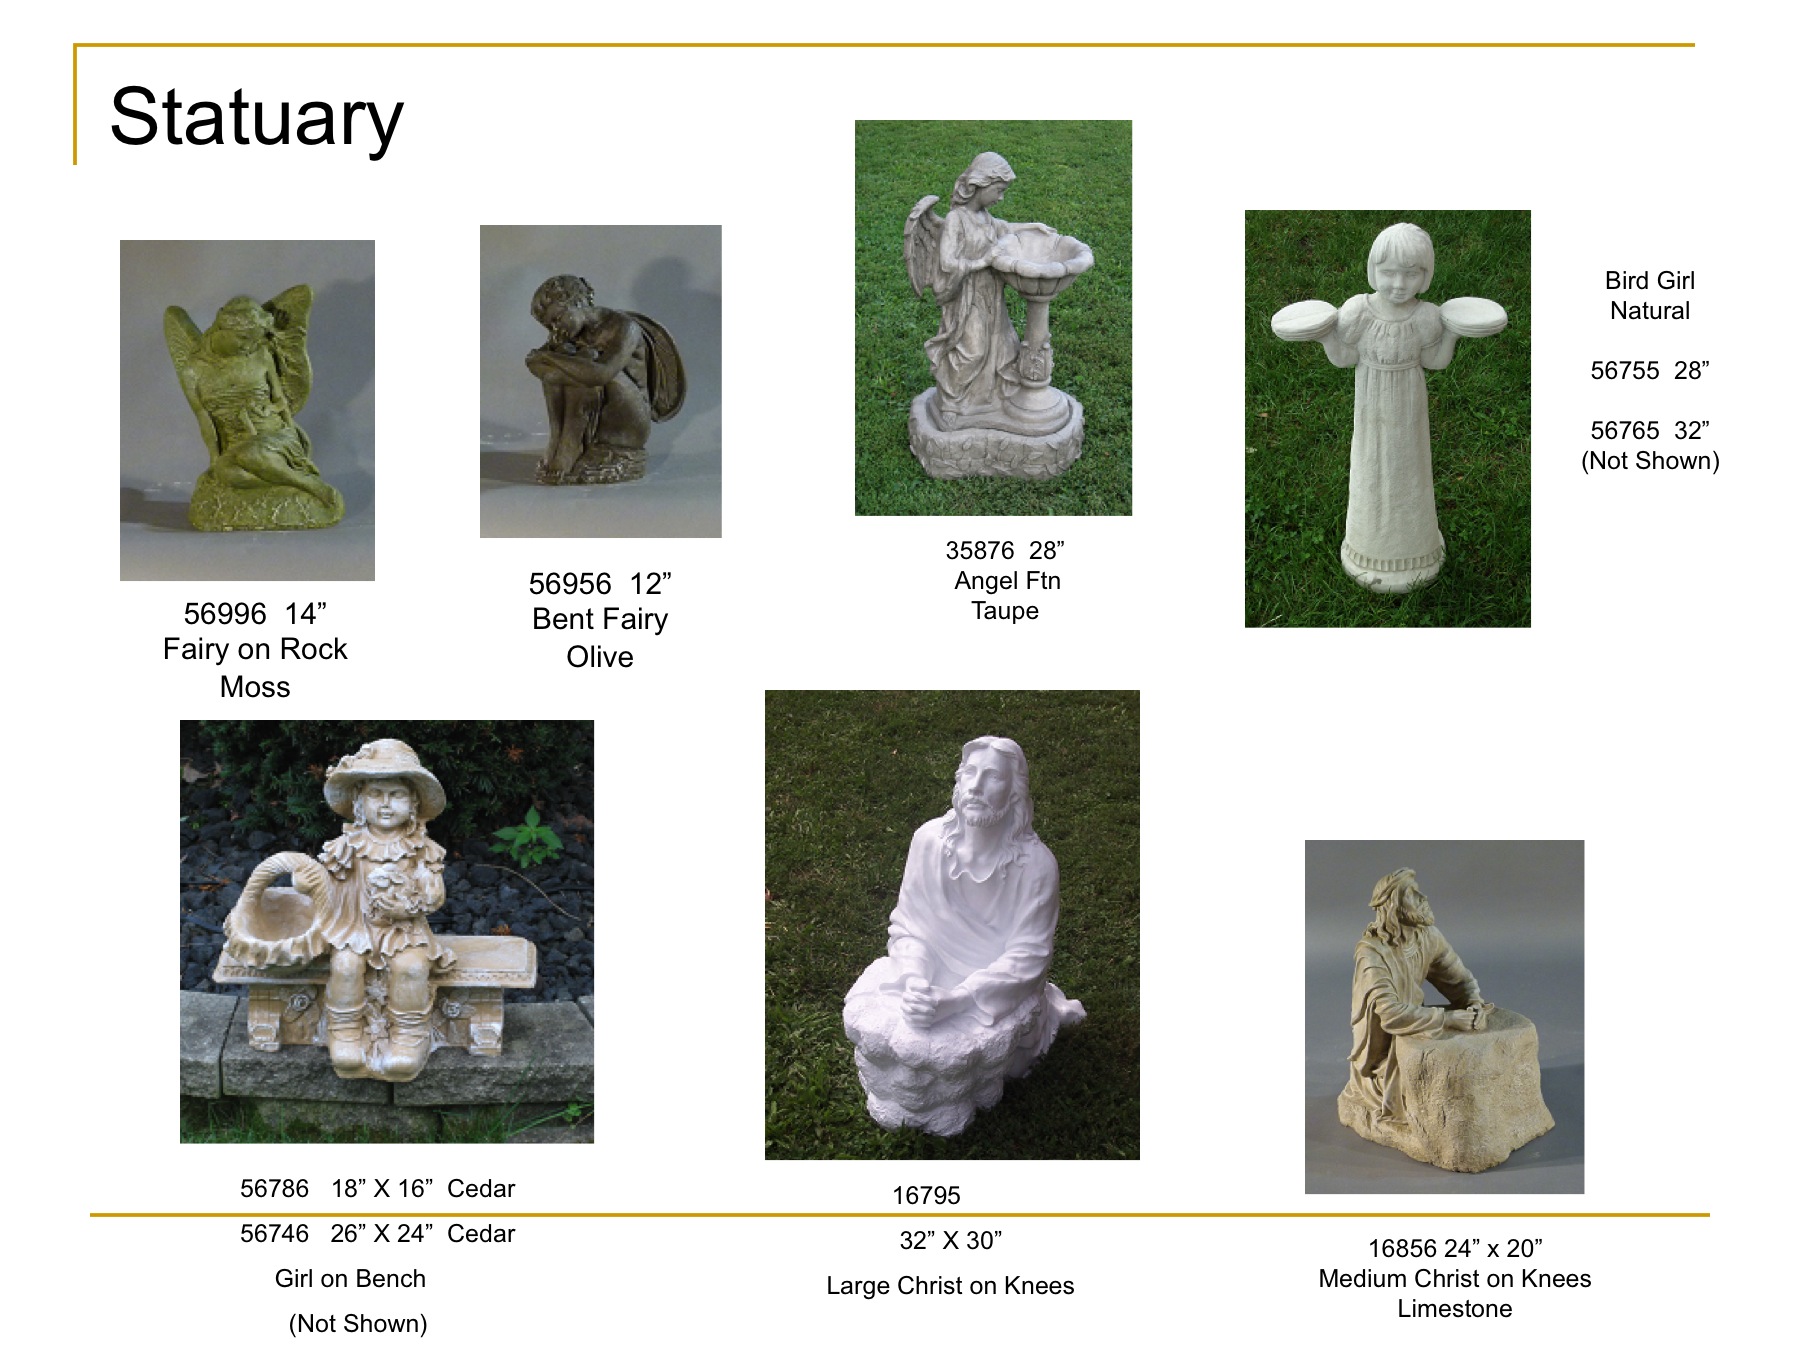 Statuary
Bird Girl
Natural
56755  28”
56765  32”
(Not Shown)
35876  28”
Angel Ftn
Taupe
56956  12”
Bent Fairy
Olive
56996  14”
Fairy on Rock
Moss
56786   18” X 16”  Cedar
56746   26” X 24”  Cedar
Girl on Bench
(Not Shown)
16795
32” X 30”
Large Christ on Knees
16856 24” x 20”
Medium Christ on Knees
Limestone